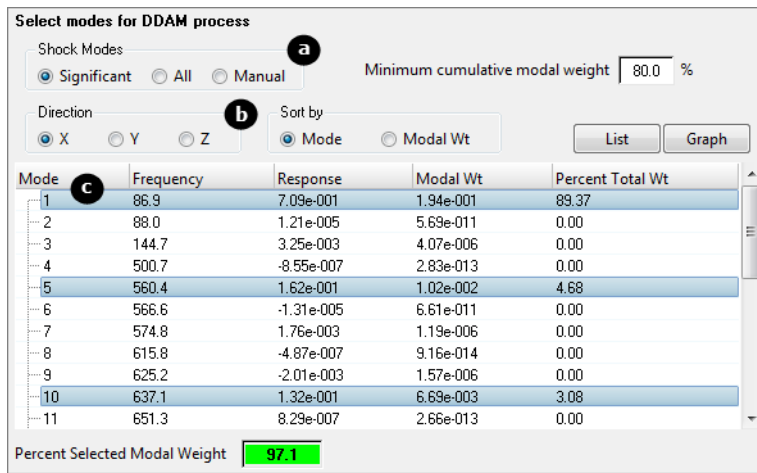 Select modes for DDAM process
Shock Modes a
Significant All Manual
Minimum cumulative modal weight 80.0 %
Direction b
X Y Z
Sort by
Mode Modal Wt
List Graph
Mode Frequency Response Modal Wt Percent Total Wt
c
1 86.9 7.09e-001 1.94e-001 89.37
2 88.0 1.21e-005 5.69e-011 0.00
3 144.7 3.25e-003 4.07e-006 0.00
4 500.7 -8.55e-007 2.83e-013 0.00
5 560.4 1.62e-001 1.02e-002 4.68
6 566.6 -1.31e-005 6.61e-011 0.00
7 574.8 1.76e-003 1.19e-006 0.00
8 615.8 -4.87e-007 9.16e-014 0.00
9 625.2 -2.01e-003 1.57e-006 0.00
10 637.1 1.32e-001 6.69e-003 3.08
11 651.3 8.29e-007 2.66e-013 0.00
Percent Selected Modal Weight 97.1